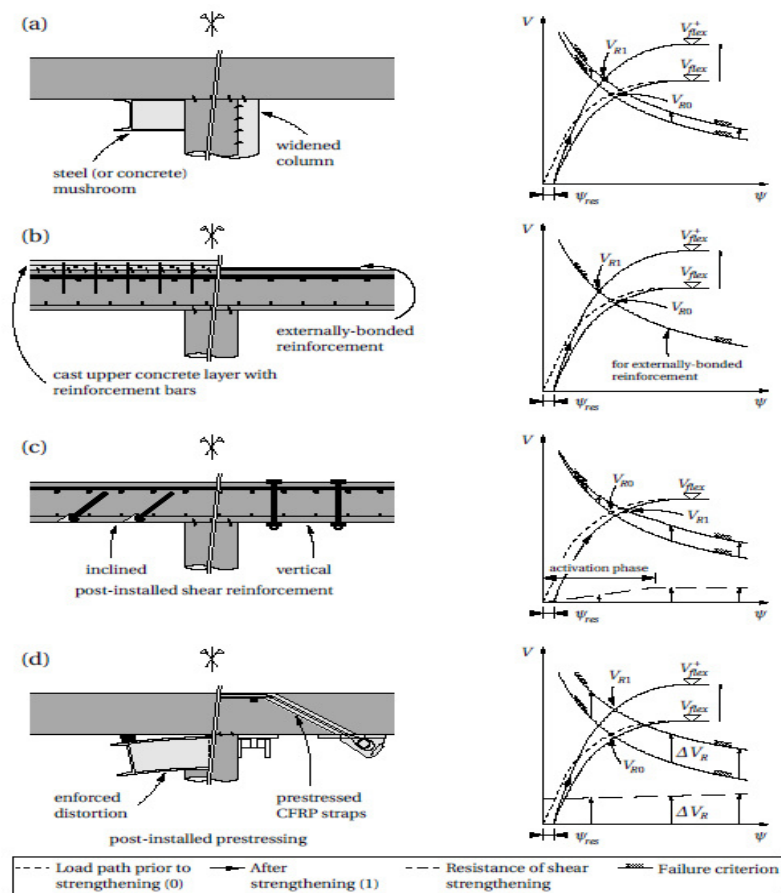 (a)
steel (or concrete)
mushroom
widened
column
V
V⁺flex
VR1
Vflex
VR0
ψres
ψ
(b)
cast upper concrete layer with
reinforcement bars
externally-bonded
reinforcement
V
V⁺flex
VR1
Vflex
VR0
for externally-bonded
reinforcement
ψres
ψ
(c)
inclined
vertical
post-installed shear reinforcement
V
VR0
Vflex
VR1
activation phase
ψres
ψ
(d)
enforced
distortion
prestressed
CFRP straps
post-installed prestressing
V
V⁺flex
VR1
Vflex
ΔVR
VR0
ΔVR
ψres
ψ
Load path prior to
strengthening (0)
After
strengthening (1)
Resistance of shear
strengthening
Failure criterion